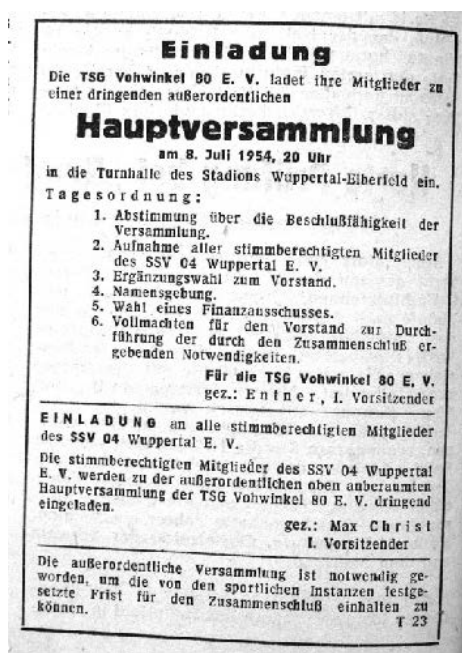 Einladung
Die TSG Vohwinkel 80 E. V. ladet ihre Mitglieder zu
einer dringenden außerordentlichen
Hauptversammlung
am 8. Juli 1954, 20 Uhr
in die Turnhalle des Stadions Wuppertal-Elberfeld ein.
Tagesordnung:
1. Abstimmung über die Beschlußfähigkeit der
Versammlung.
2. Aufnahme aller stimmberechtigten Mitglieder
des SSV 04 Wuppertal E. V.
3. Ergänzungswahl zum Vorstand.
4. Namensgebung.
5. Wahl eines Finanzausschusses.
6. Vollmachten für den Vorstand zur Durch-
führung der durch den Zusammenschluß er-
gebenden Notwendigkeiten.
Für die TSG Vohwinkel 80 E. V.
gez.: Entner, I. Vorsitzender
EINLADUNG an alle stimmberechtigten Mitglieder
des SSV 04 Wuppertal E. V.
Die stimmberechtigten Mitglieder des SSV 04 Wuppertal
E. V. werden zu der außerordentlichen oben anberaumten
Hauptversammlung der TSG Vohwinkel 80 E. V. dringend
eingeladen.
gez.: Max Christ
I. Vorsitzender
Die außerordentliche Versammlung ist notwendig ge-
worden, um die von den sportlichen Instanzen festge-
setzte Frist für den Zusammenschluß einhalten zu
können.
T 23